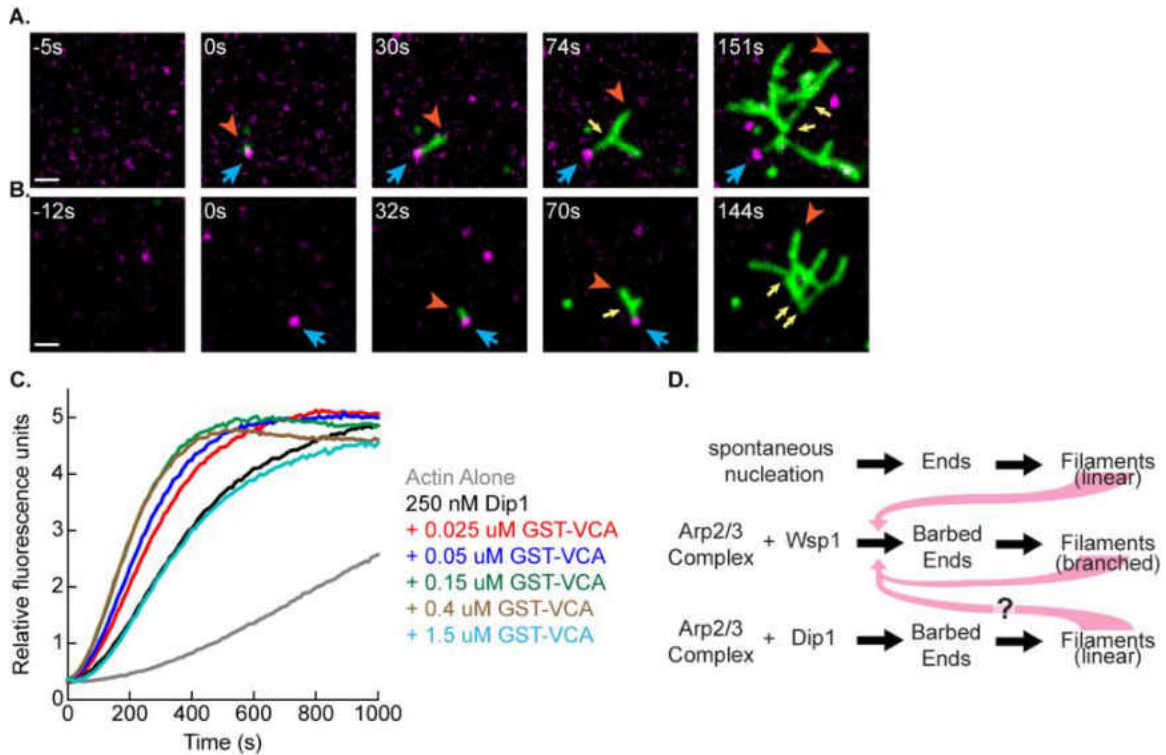 A.
-5s
0s
30s
74s
151s
B.
-12s
0s
32s
70s
144s
C.
Relative fluorescence units
5
4
3
2
1
0
0
200
400
600
800
1000
Time (s)
Actin Alone
250 nM Dip1
+ 0.025 uM GST-VCA
+ 0.05 uM GST-VCA
+ 0.15 uM GST-VCA
+ 0.4 uM GST-VCA
+ 1.5 uM GST-VCA
D.
spontaneous
nucleation
Ends
Filaments
(linear)
Arp2/3
Complex
+ Wsp1
Barbed
Ends
Filaments
(branched)
?
Arp2/3
Complex
+ Dip1
Barbed
Ends
Filaments
(linear)